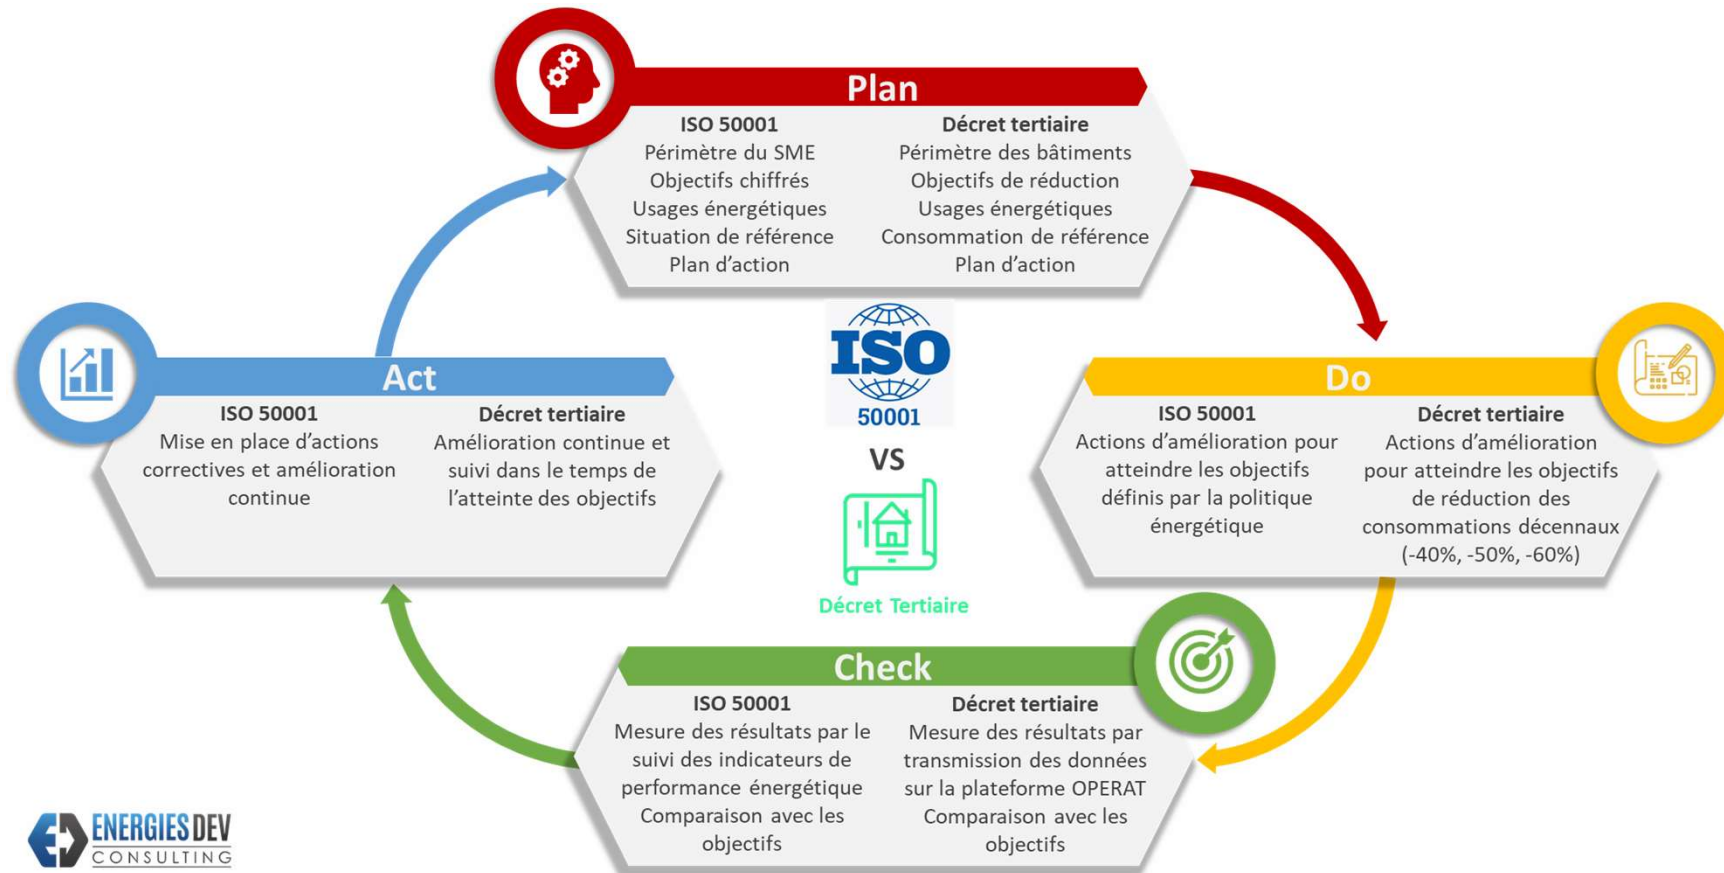 Plan
ISO 50001
Périmètre du SME
Objectifs chiffrés
Usages énergétiques
Situation de référence
Plan d’action
Décret tertiaire
Périmètre des bâtiments
Objectifs de réduction
Usages énergétiques
Consommation de référence
Plan d’action
Act
ISO 50001
Mise en place d’actions
correctives et amélioration
continue
Décret tertiaire
Amélioration continue et
suivi dans le temps de
l’atteinte des objectifs
ISO
50001
VS
Décret Tertiaire
Do
ISO 50001
Actions d’amélioration pour
atteindre les objectifs
définis par la politique
énergétique
Décret tertiaire
Actions d’amélioration
pour atteindre les objectifs
de réduction des
consommations décennaux
(-40%, -50%, -60%)
Check
ISO 50001
Mesure des résultats par le
suivi des indicateurs de
performance énergétique
Comparaison avec les
objectifs
Décret tertiaire
Mesure des résultats par
transmission des données
sur la plateforme OPERAT
Comparaison avec les
objectifs
ENERGIES DEV
CONSULTING